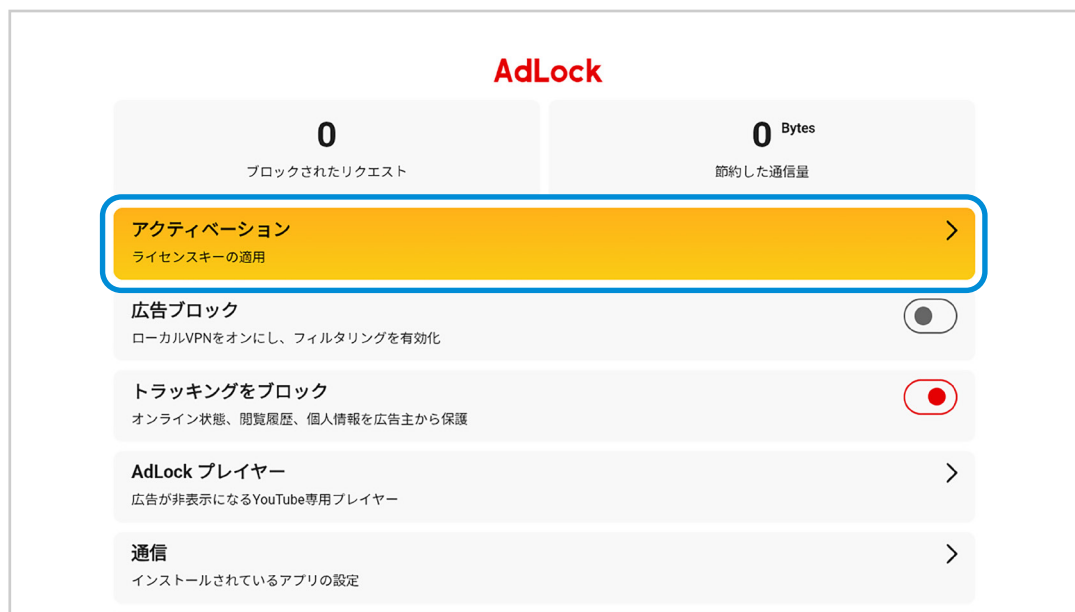 AdLock
0
ブロックされたリクエスト
0 Bytes
節約した通信量
アクティベーション
ライセンスキーの適用
広告ブロック
ローカルVPNをオンにし、フィルタリングを有効化
トラッキングをブロック
オンライン状態、閲覧履歴、個人情報を広告主から保護
AdLock プレイヤー
広告が非表示になるYouTube専用プレイヤー
通信
インストールされているアプリの設定